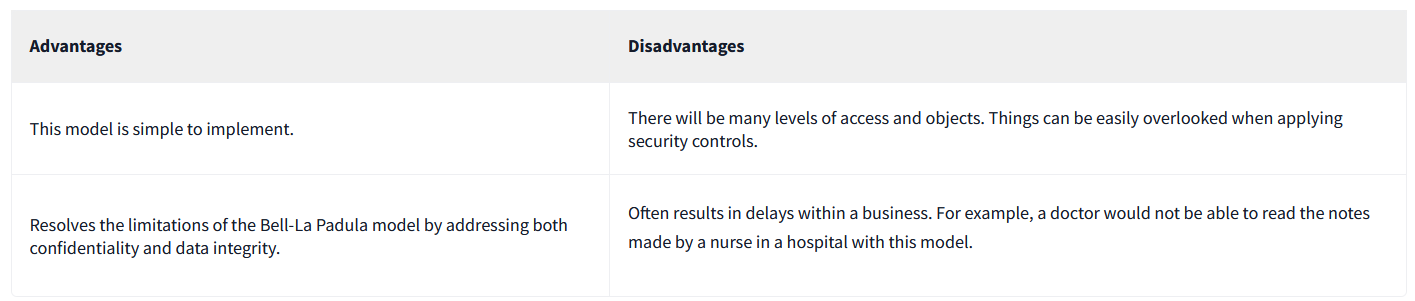 Advantages
Disadvantages
This model is simple to implement.
There will be many levels of access and objects. Things can be easily overlooked when applying
security controls.
Resolves the limitations of the Bell-La Padula model by addressing both
confidentiality and data integrity.
Often results in delays within a business. For example, a doctor would not be able to read the notes
made by a nurse in a hospital with this model.